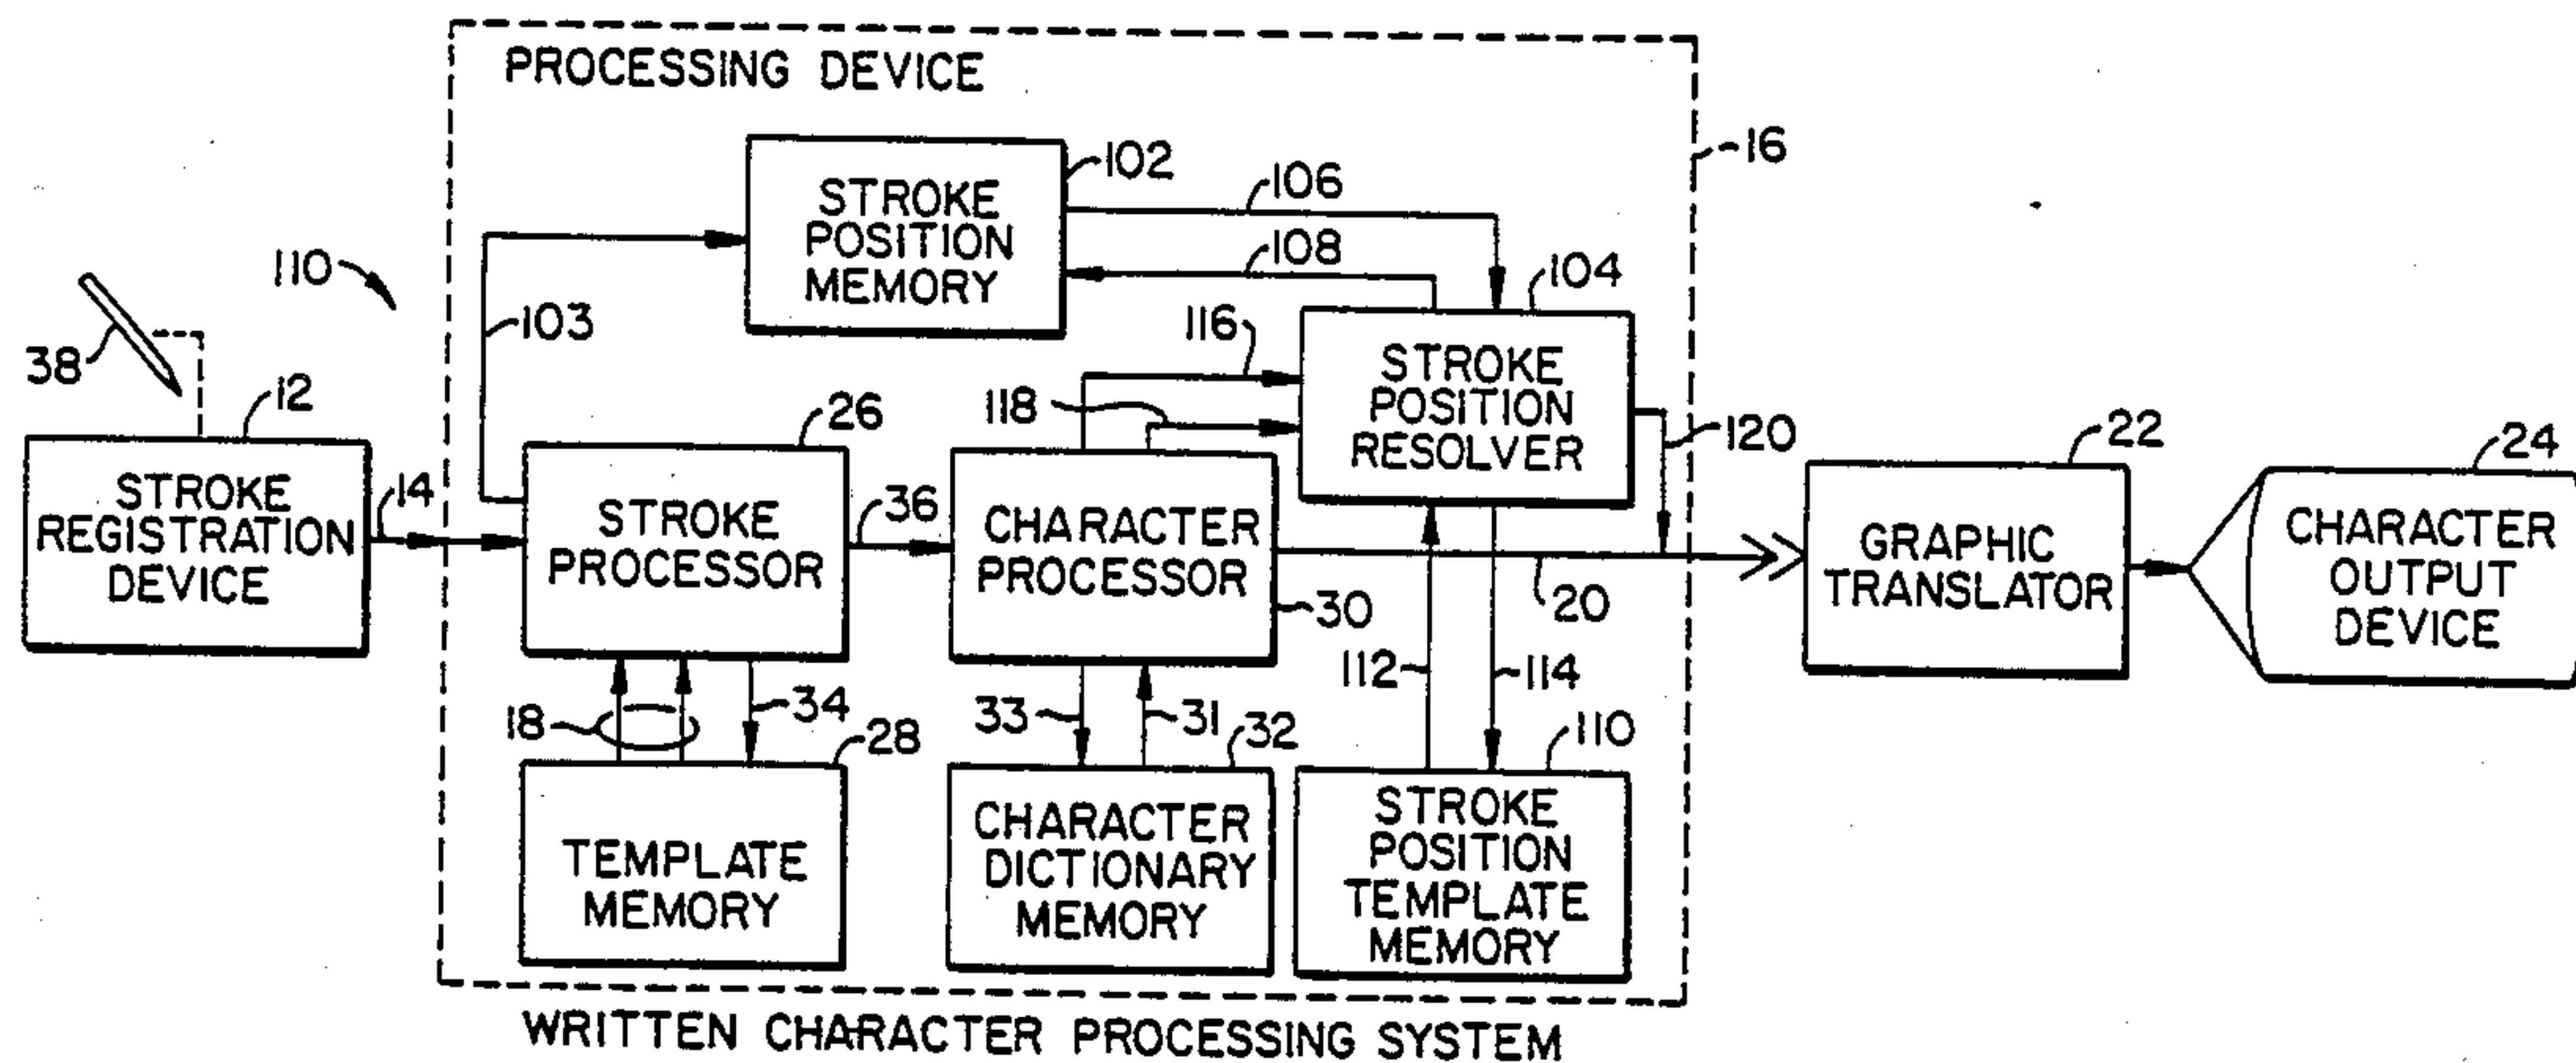 PROCESSING DEVICE
16
102
STROKE
POSITION
MEMORY
106
108
110
103
38
12
STROKE
REGISTRATION
DEVICE
14
26
STROKE
PROCESSOR
36
116
118
104
STROKE
POSITION
RESOLVER
120
CHARACTER
PROCESSOR
30
20
22
GRAPHIC
TRANSLATOR
24
CHARACTER
OUTPUT
DEVICE
18
34
28
TEMPLATE
MEMORY
33
31
32
CHARACTER
DICTIONARY
MEMORY
112
114
110
STROKE
POSITION
TEMPLATE
MEMORY
WRITTEN CHARACTER PROCESSING SYSTEM